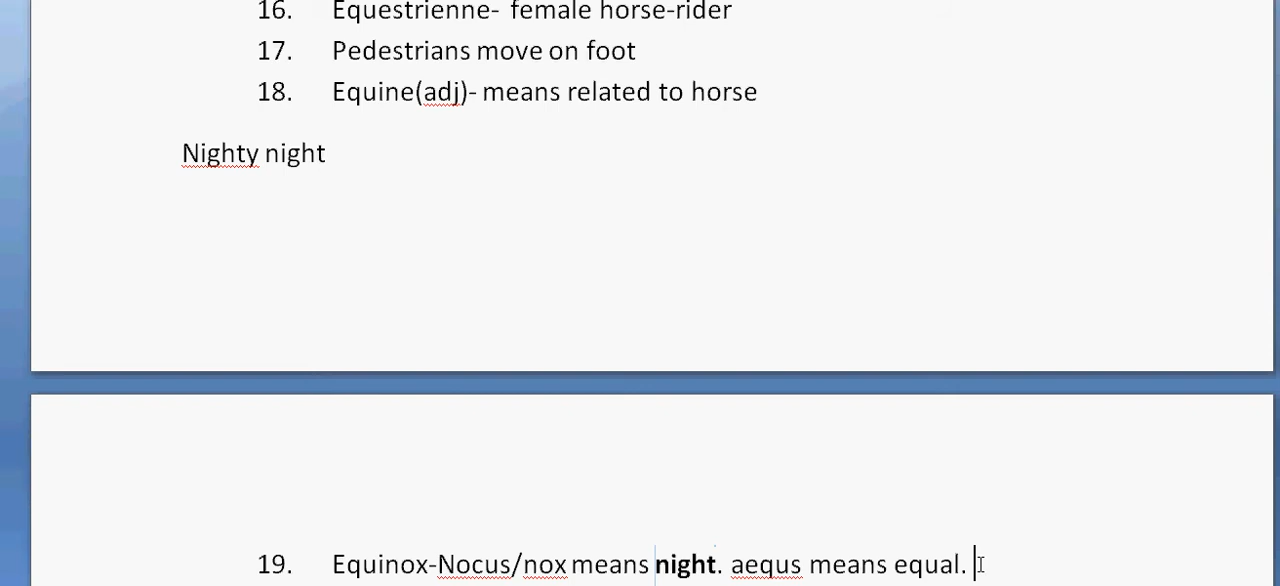 16. Equestrienne- female horse-rider
17. Pedestrians move on foot
18. Equine(adj)- means related to horse
Nighty night
19. Equinox-Nocus/nox means night. aequs means equal.